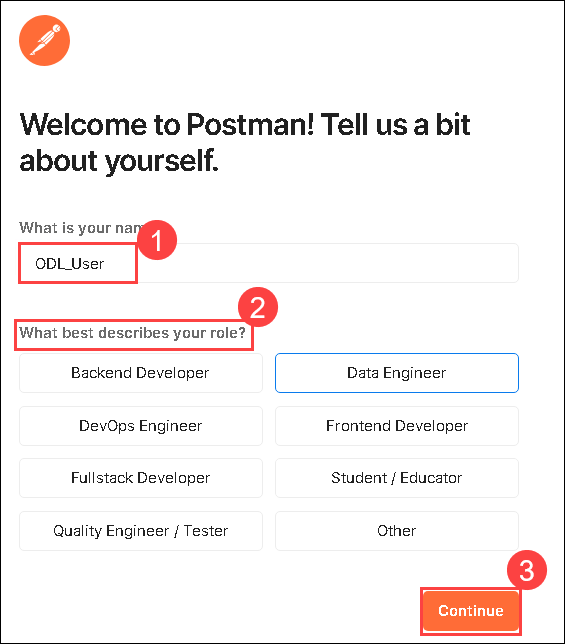 Welcome to Postman! Tell us a bit
about yourself.
What is your nam
1
ODL_User
2
What best describes your role?
Backend Developer
Data Engineer
DevOps Engineer
Frontend Developer
Fullstack Developer
Student / Educator
Quality Engineer / Tester
Other
3
Continue